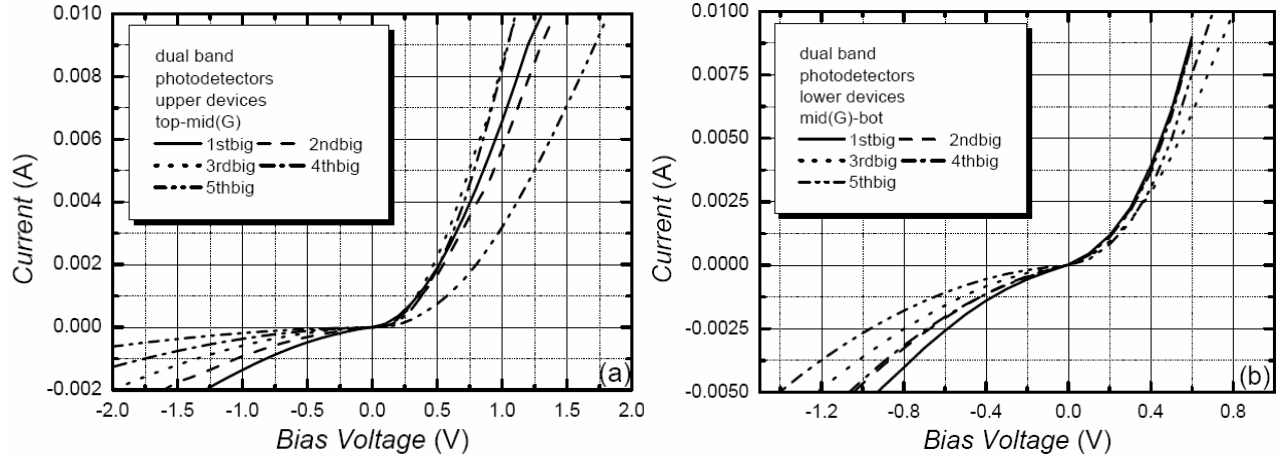 0.010
0.008
0.006
0.004
0.002
0.000
-0.002
Current (A)
dual band
photodetectors
upper devices
top-mid(G)
1stbig 2ndbig
3rdbig 4thbig
5thbig
(a)
-2.0 -1.5 -1.0 -0.5 0.0 0.5 1.0 1.5 2.0
Bias Voltage (V)
0.0100
0.0075
0.0050
0.0025
0.0000
-0.0025
-0.0050
Current (A)
dual band
photodetectors
lower devices
mid(G)-bot
1stbig 2ndbig
3rdbig 4thbig
5thbig
(b)
-1.2 -0.8 -0.4 0.0 0.4 0.8
Bias Voltage (V)